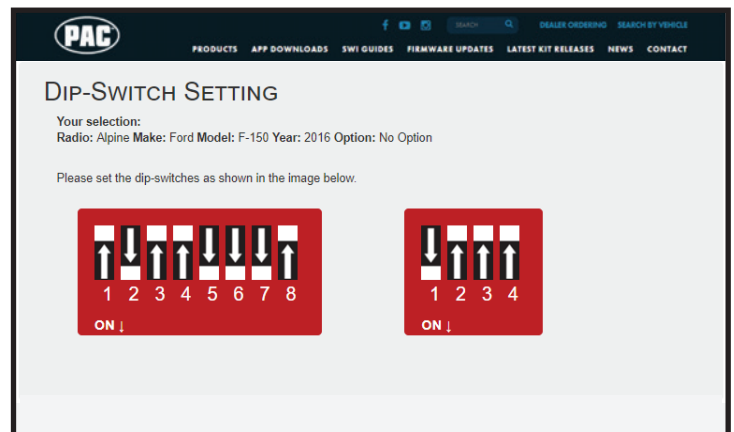 PAC
SEARCH
DEALER ORDERING SEARCH BY VEHICLE
PRODUCTS APP DOWNLOADS SWI GUIDES FIRMWARE UPDATES LATEST KIT RELEASES NEWS CONTACT
DIP-SWITCH SETTING
Your selection:
Radio: Alpine Make: Ford Model: F-150 Year: 2016 Option: No Option
Please set the dip-switches as shown in the image below.
1 2 3 4 5 6 7 8
ON ↓
1 2 3 4
ON ↓